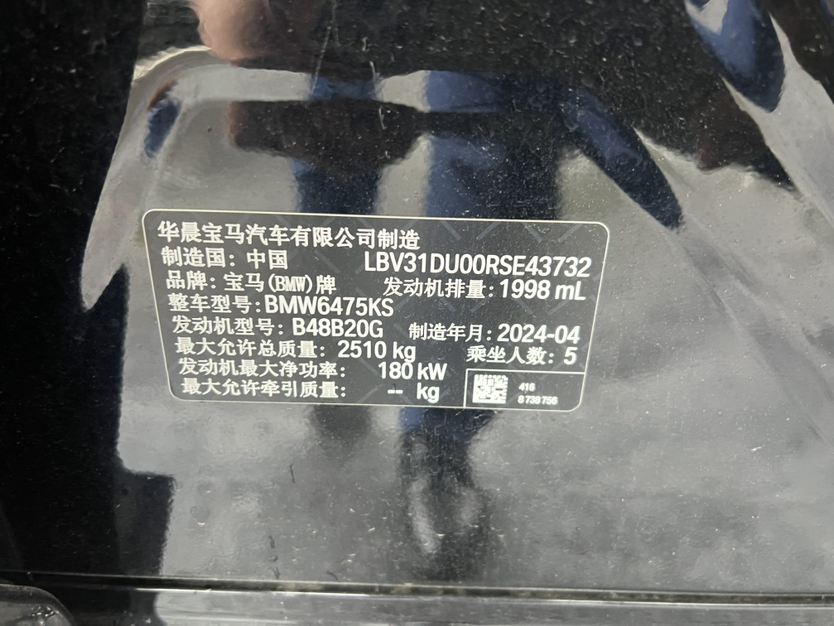 华晨宝马汽车有限公司制造
制造国: 中国 LBV31DU00RSE43732
品牌: 宝马(BMW)牌 发动机排量: 1998 mL
整车型号: BMW6475KS
发动机型号: B48B20G 制造年月: 2024-04
最大允许总质量: 2510 kg 乘坐人数: 5
发动机最大净功率: 180 kW
最大允许牵引质量: -- kg
416
8 738 756